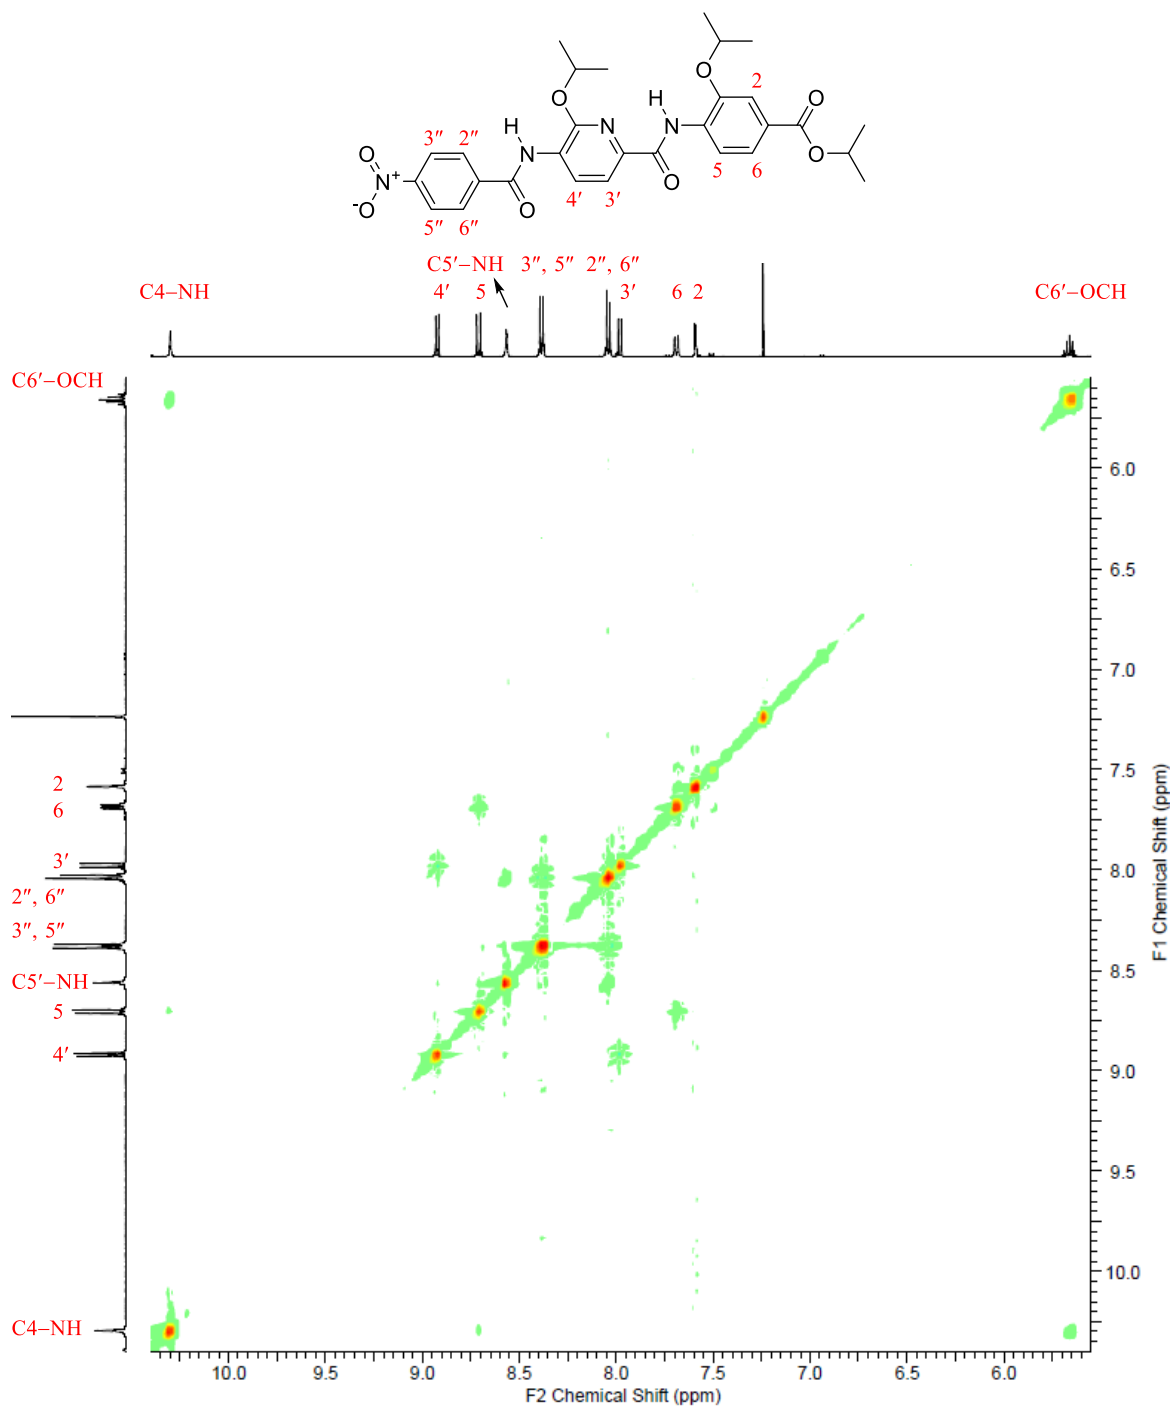 O
O
2
H
O
H
N
O
3″
2″
N
N
O
O
N
+
5
6
-O
O
4′
3′
O
5″
6″
C5′–NH
3″, 5″
2″, 6″
C4–NH
4′
5
3′
6
2
C6′–OCH
C6′–OCH
6.0
6.5
7.0
7.5
2
6
8.0
3′
2″, 6″
3″, 5″
8.5
C5′–NH
5
4′
9.0
9.5
10.0
C4–NH
F1 Chemical Shift (ppm)
10.0 9.5 9.0 8.5 8.0 7.5 7.0 6.5 6.0
F2 Chemical Shift (ppm)